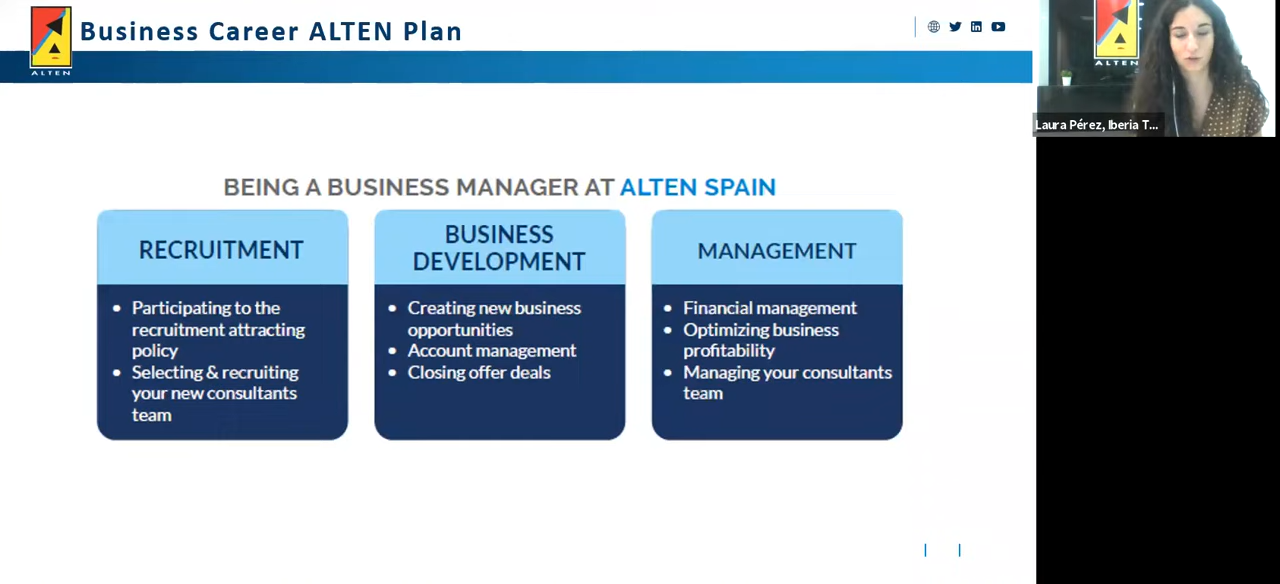 Business Career ALTEN Plan
ALTEN
ALTEN
Laura Pérez, Iberia T...
BEING A BUSINESS MANAGER AT ALTEN SPAIN
RECRUITMENT
• Participating to the
recruitment attracting
policy
• Selecting & recruiting
your new consultants
team
BUSINESS
DEVELOPMENT
• Creating new business
opportunities
• Account management
• Closing offer deals
MANAGEMENT
• Financial management
• Optimizing business
profitability
• Managing your consultants
team